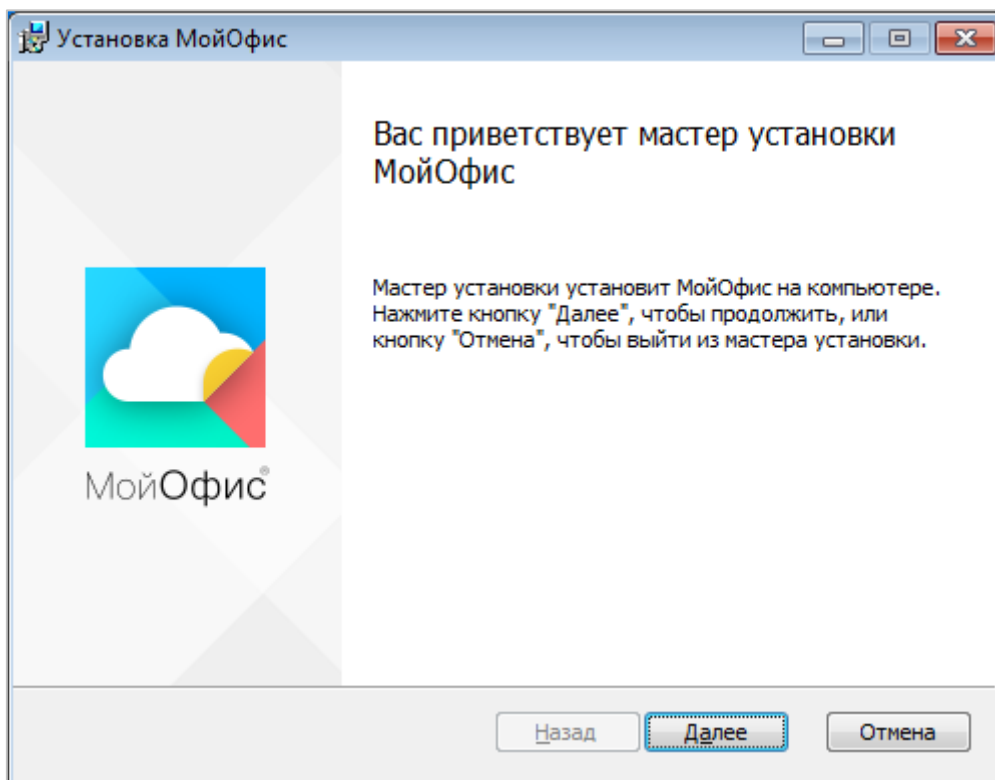 Установка МойОфис
Вас приветствует мастер установки
МойОфис
Мастер установки установит МойОфис на компьютере.
Нажмите кнопку "Далее", чтобы продолжить, или
кнопку "Отмена", чтобы выйти из мастера установки.
МойОфис®
Назад
Далее
Отмена